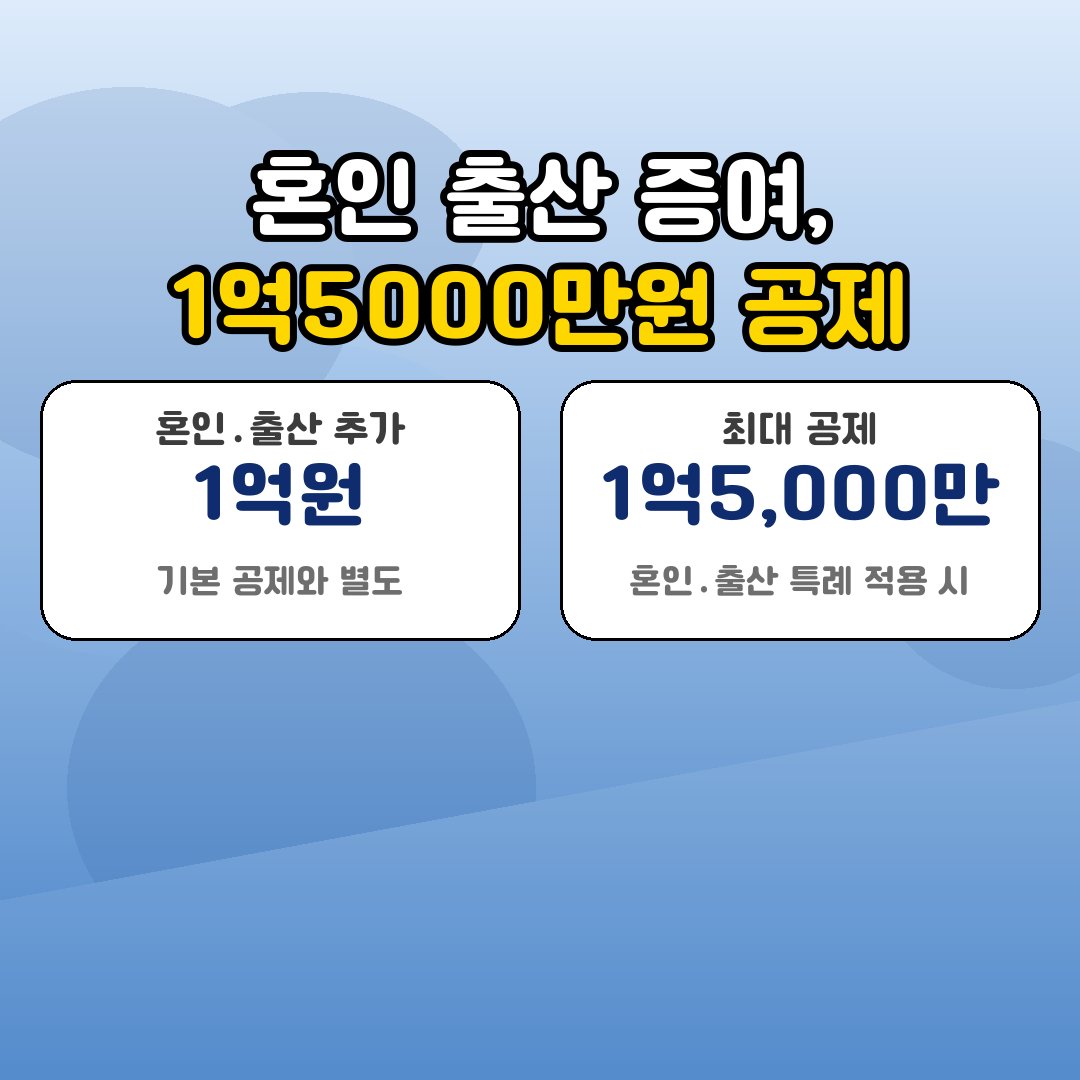 혼인 출산 증여,
1억5000만원 공제
혼인.출산 추가
1억원
기본 공제와 별도
최대 공제
1억5,000만
혼인.출산 특례 적용 시